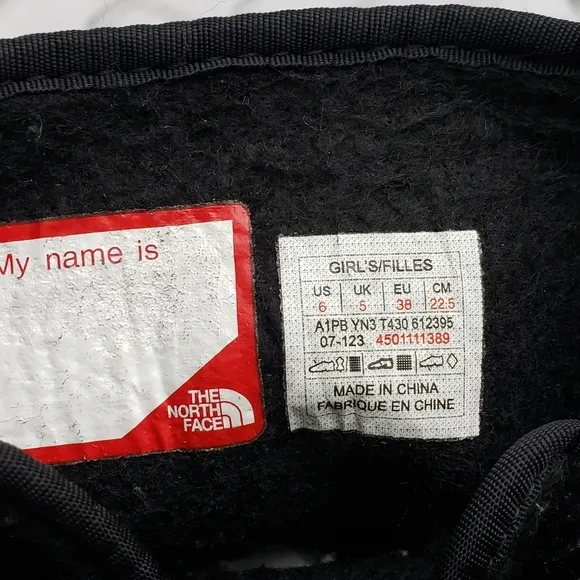 My name is
THE
NORTH
FACE
GIRL'S/FILLES
US UK EU CM
6 5 38 22.5
A1PB YN3 T430 612395
07-123 4501111389
MADE IN CHINA
FABRIQUE EN CHINE